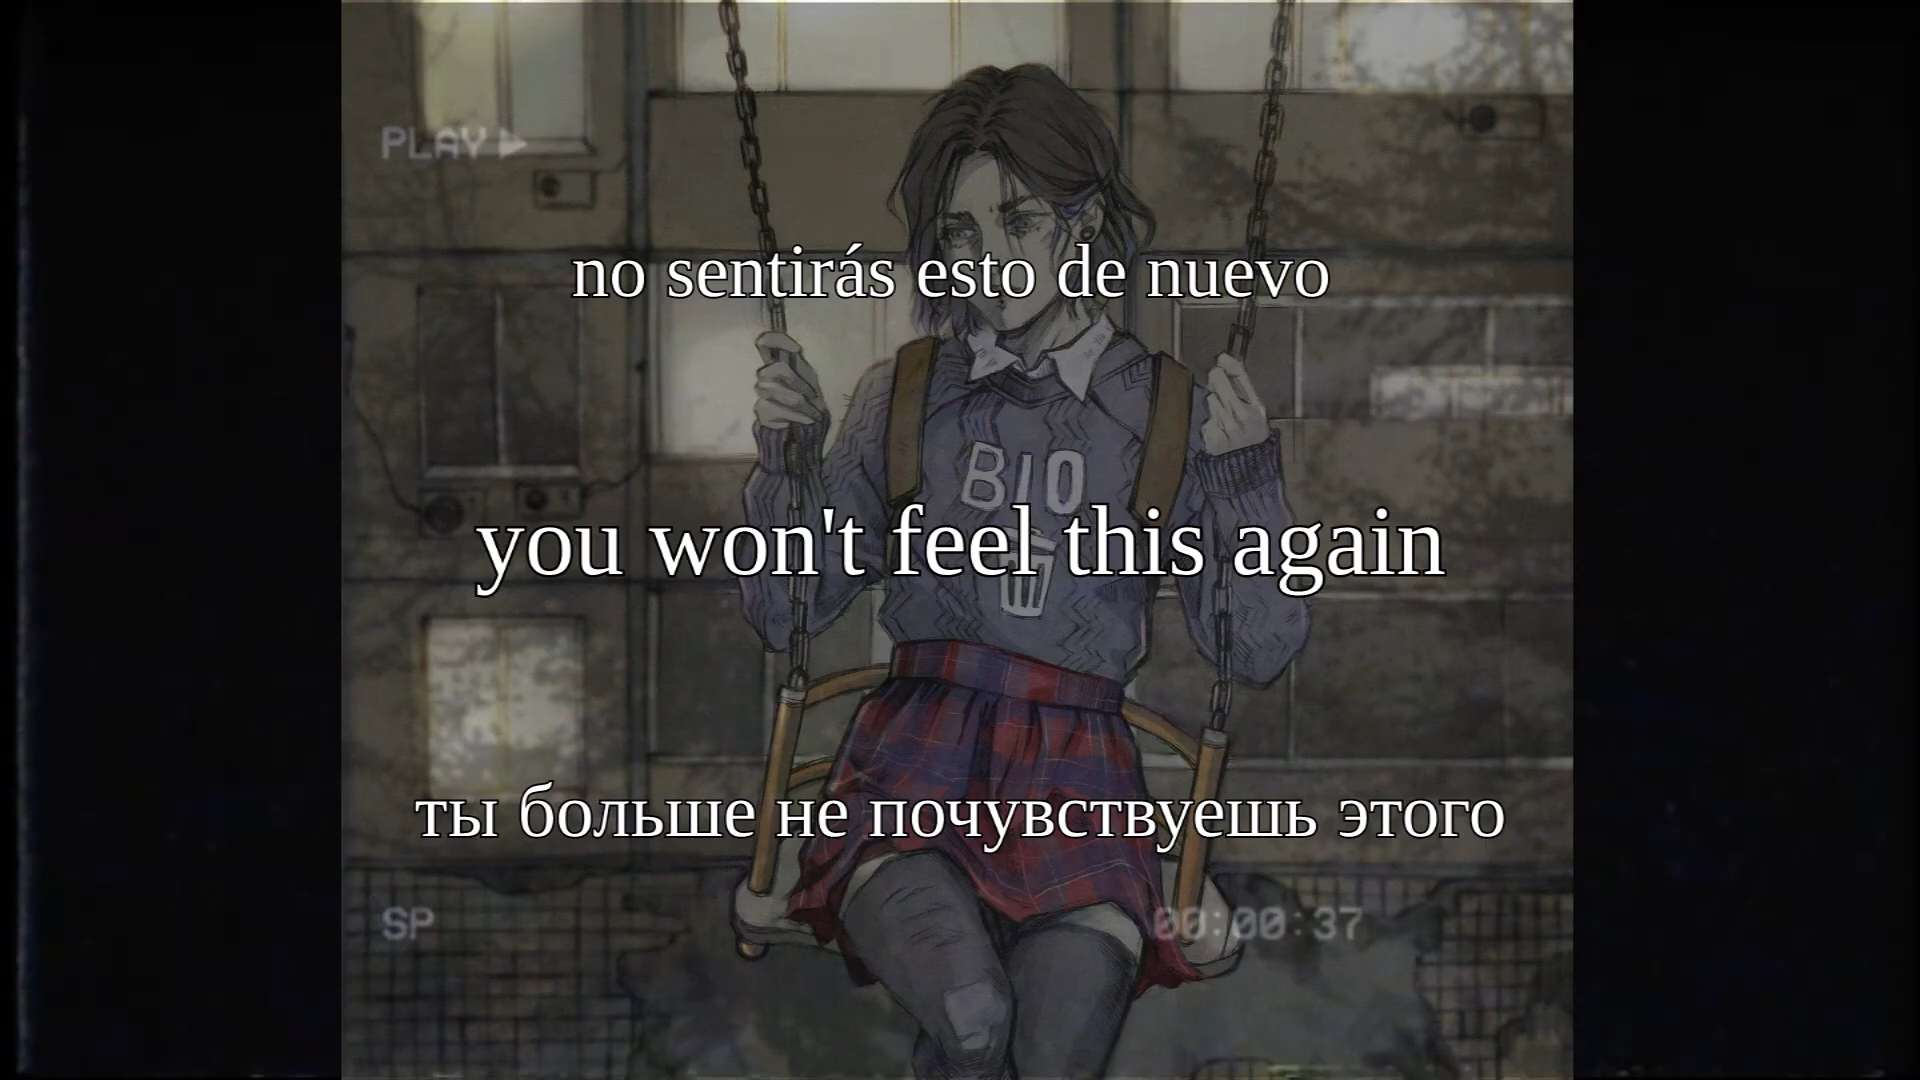 PLAY
no sentirás esto de nuevo
BIO
you won't feel this again
ты больше не почувствуешь этого
SP
00:00:37